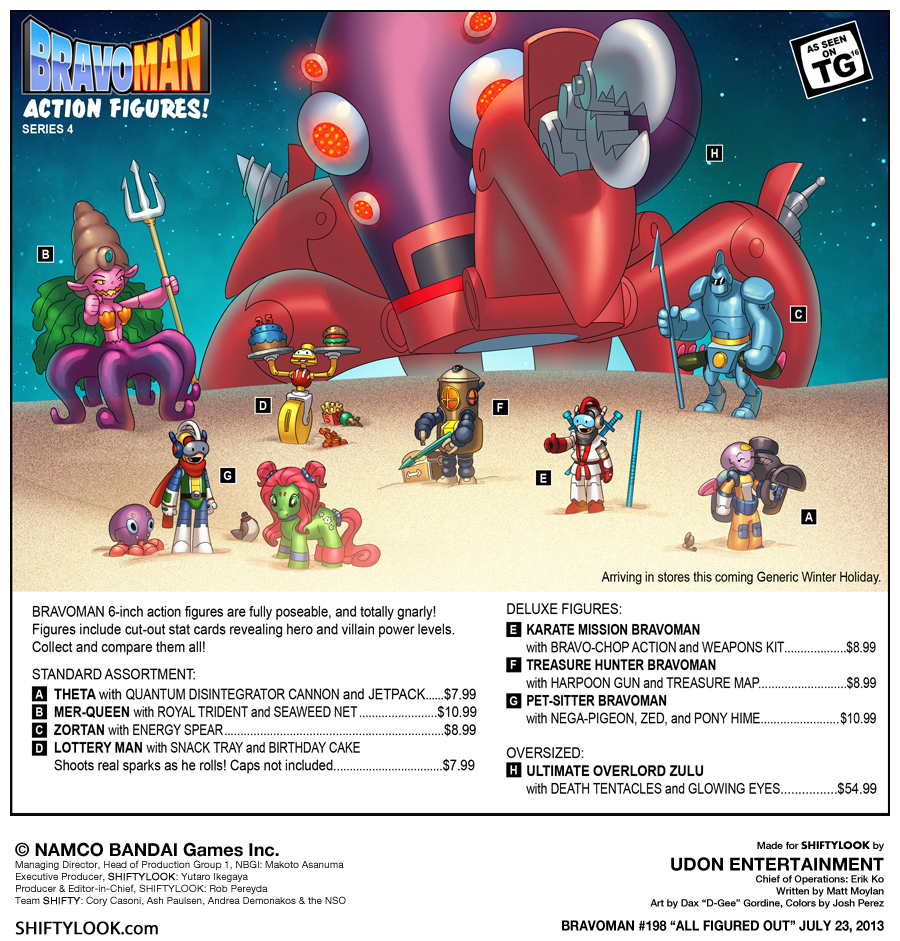 BRAVOMAN
ACTION FIGURES!
SERIES 4
AS SEEN
ON
TG16
H
B
C
D
F
G
E
A
25
Arriving in stores this coming Generic Winter Holiday.
BRAVOMAN 6-inch action figures are fully poseable, and totally gnarly!
Figures include cut-out stat cards revealing hero and villain power levels.
Collect and compare them all!
STANDARD ASSORTMENT:
A THETA with QUANTUM DISINTEGRATOR CANNON and JETPACK......$7.99
B MER-QUEEN with ROYAL TRIDENT and SEAWEED NET........................$10.99
C ZORTAN with ENERGY SPEAR.......................................................$8.99
D LOTTERY MAN with SNACK TRAY and BIRTHDAY CAKE
Shoots real sparks as he rolls! Caps not included..................................$7.99
DELUXE FIGURES:
E KARATE MISSION BRAVOMAN
with BRAVO-CHOP ACTION and WEAPONS KIT...................$8.99
F TREASURE HUNTER BRAVOMAN
with HARPOON GUN and TREASURE MAP...........................$8.99
G PET-SITTER BRAVOMAN
with NEGA-PIGEON, ZED, and PONY HIME........................$10.99
OVERSIZED:
H ULTIMATE OVERLORD ZULU
with DEATH TENTACLES and GLOWING EYES................$54.99
© NAMCO BANDAI Games Inc.
Managing Director, Head of Production Group 1, NBGI: Makoto Asanuma
Executive Producer, SHIFTYLOOK: Yutaro Ikegaya
Producer & Editor-in-Chief, SHIFTYLOOK: Rob Pereyda
Team SHIFTY: Cory Casoni, Ash Paulsen, Andrea Demonakos & the NSO
SHIFTYLOOK.com
Made for SHIFTYLOOK by
UDON ENTERTAINMENT
Chief of Operations: Erik Ko
Written by Matt Moylan
Art by Dax “D-Gee” Gordine, Colors by Josh Perez
BRAVOMAN #198 “ALL FIGURED OUT” JULY 23, 2013